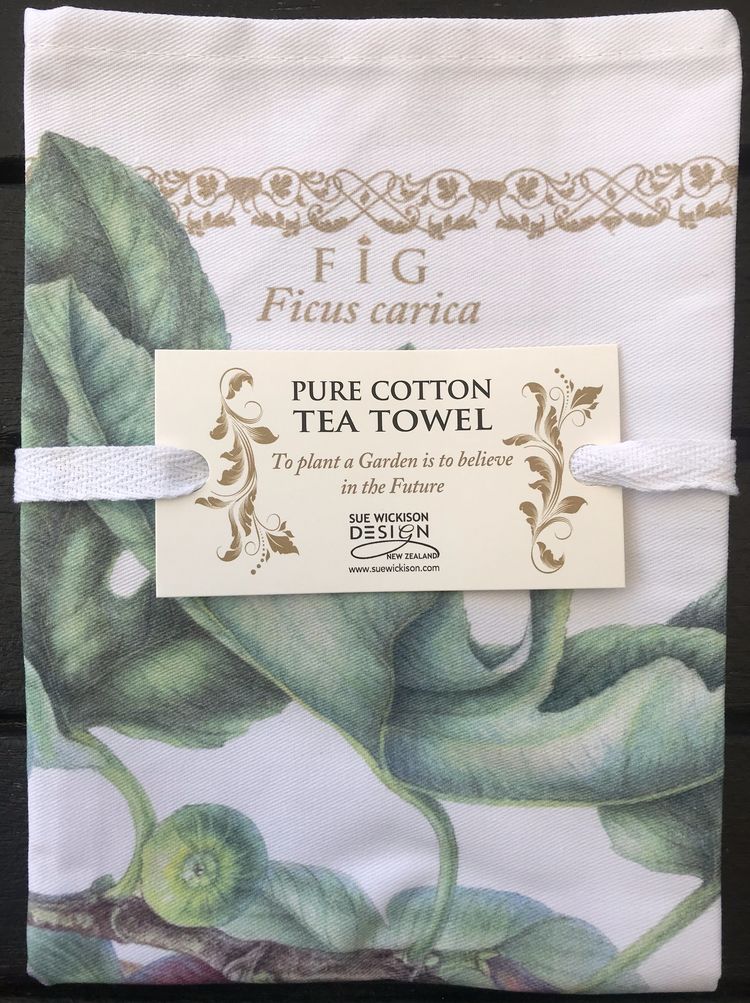 FIG
Ficus carica
PURE COTTON
TEA TOWEL
To plant a Garden is to believe
in the Future
SUE WICKISON
DESIGN
NEW ZEALAND
www.suewickison.com